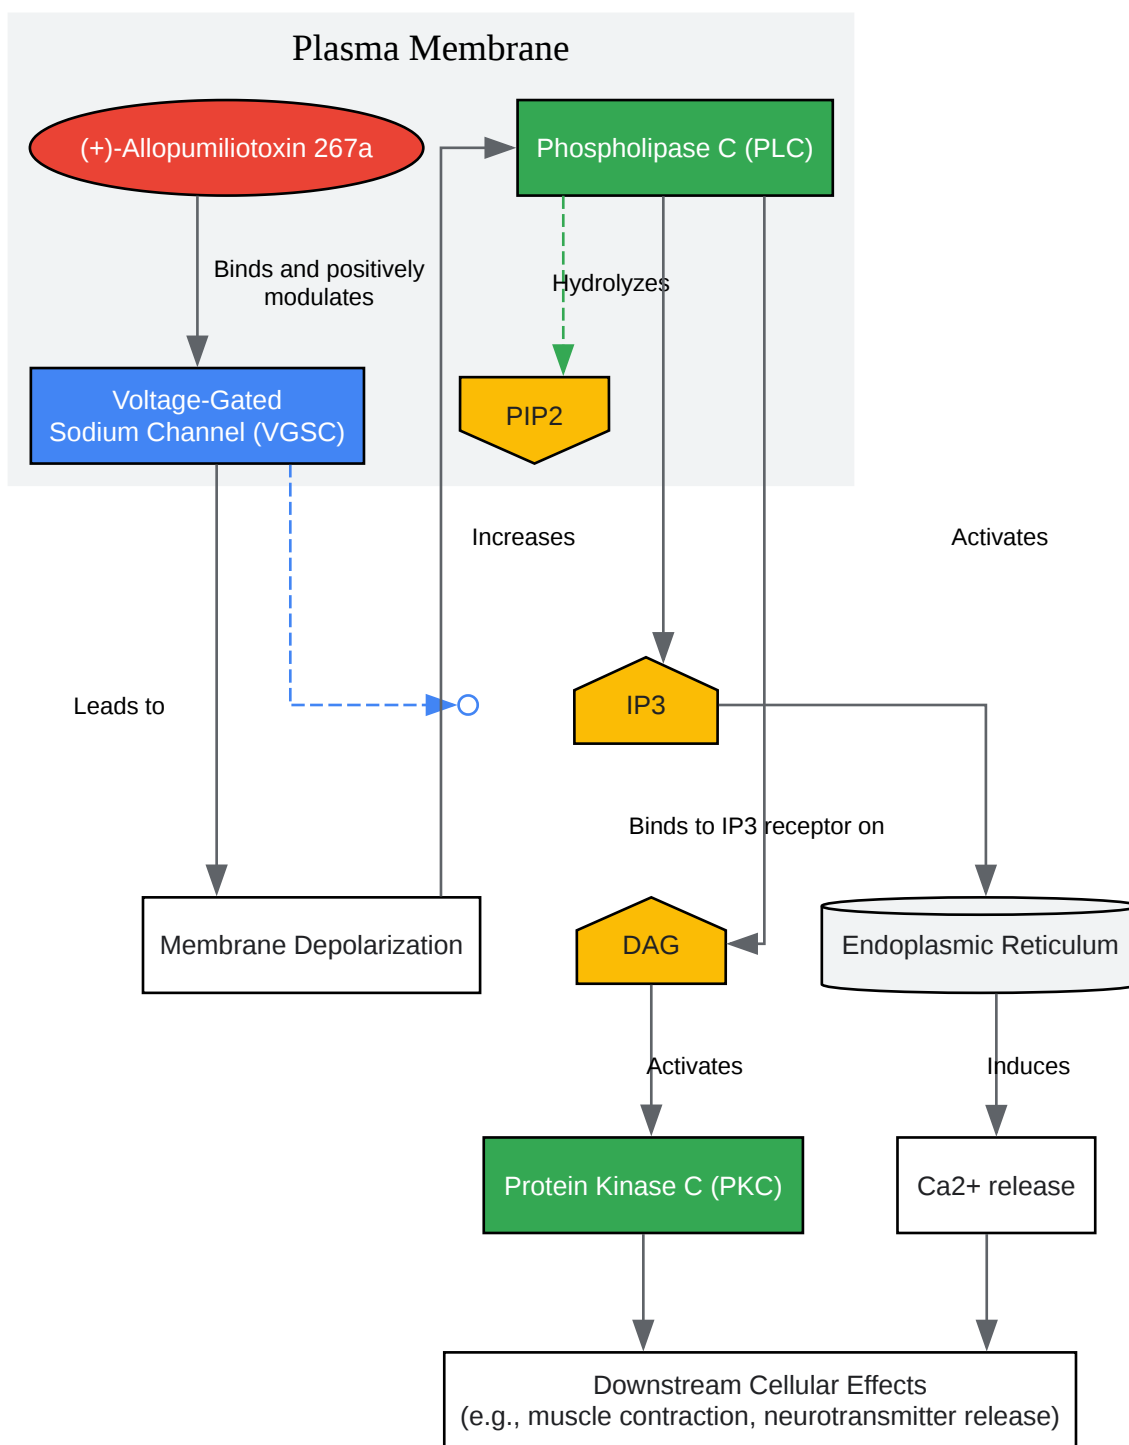 Plasma Membrane
(+)-Allopumiliotoxin 267a
Phospholipase C (PLC)
Binds and positively
modulates
Hydrolyzes
Voltage-Gated
Sodium Channel (VGSC)
PIP2
Increases
Activates
Leads to
IP3
Binds to IP3 receptor on
Membrane Depolarization
DAG
Endoplasmic Reticulum
Activates
Induces
Protein Kinase C (PKC)
Ca2+ release
Downstream Cellular Effects
(e.g., muscle contraction, neurotransmitter release)